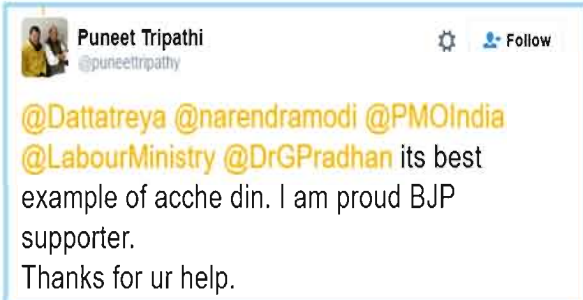 Puneet Tripathi
@puneettripathy
Follow
@Dattatreya @narendramodi @PMOIndia
@LabourMinistry @DrGPradhan its best
example of acche din. I am proud BJP
supporter.
Thanks for ur help.